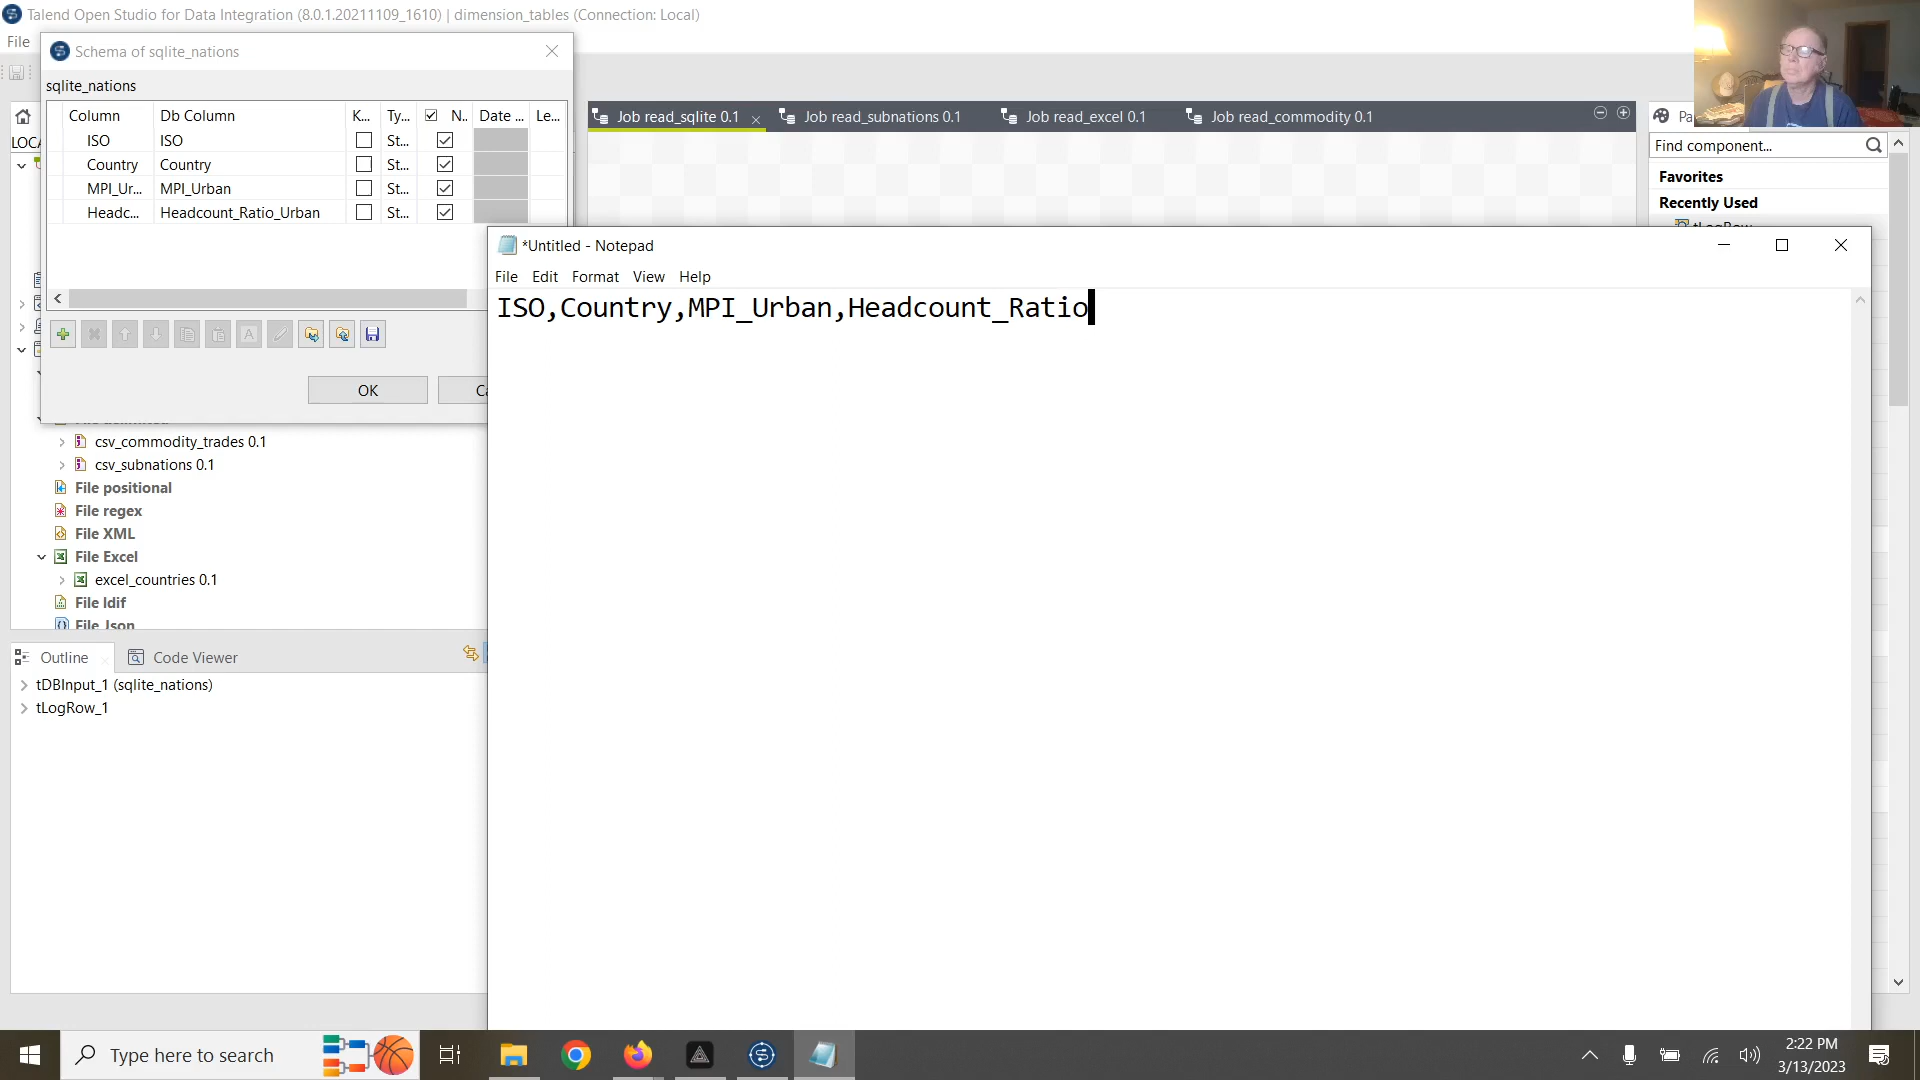 Talend Open Studio for Data Integration (8.0.1.20211109_1610) | dimension_tables (Connection: Local)
File
Schema of sqlite_nations
sqlite_nations
Column Db Column K... Ty... N.. Date ... Le...
ISO ISO St...
Country Country St...
MPI_Ur... MPI_Urban St...
Headc... Headcount_Ratio_Urban St...
OK
LOCA
Job read_sqlite 0.1 Job read_subnations 0.1 Job read_excel 0.1 Job read_commodity 0.1
Find component...
Favorites
Recently Used
tLogRow
*Untitled - Notepad
File Edit Format View Help
ISO,Country,MPI_Urban,Headcount_Ratio
csv_commodity_trades 0.1
csv_subnations 0.1
File positional
File regex
File XML
File Excel
excel_countries 0.1
File ldif
File Json
Outline Code Viewer
tDBInput_1 (sqlite_nations)
tLogRow_1
Type here to search
2:22 PM
3/13/2023